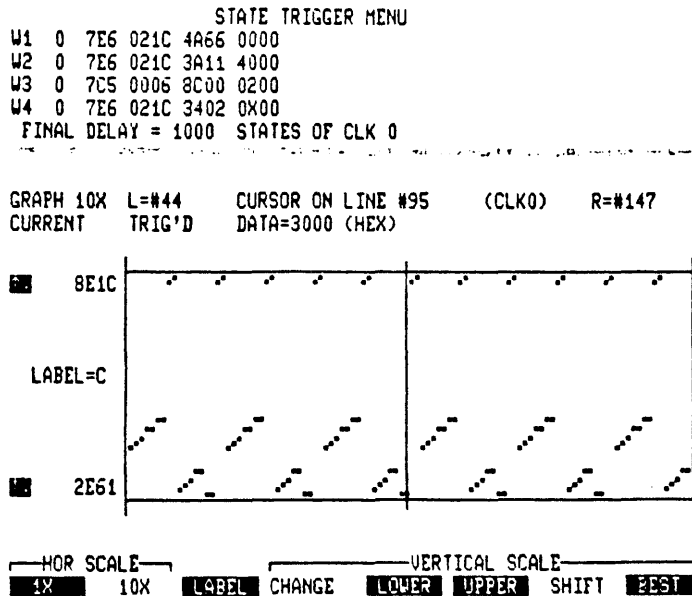 STATE TRIGGER MENU
W1 0 7E6 021C 4A66 0000
W2 0 7E6 021C 3A11 4000
W3 0 7C5 0006 8C00 0200
W4 0 7E6 021C 3402 0X00
FINAL DELAY = 1000 STATES OF CLK 0
GRAPH 10X L=#44 CURSOR ON LINE #95 (CLK0) R=#147
CURRENT TRIG'D DATA=3000 (HEX)
8E1C
LABEL=C
2E61
HOR SCALE VERTICAL SCALE
1X 10X LABEL CHANGE LOWER UPPER SHIFT BEST